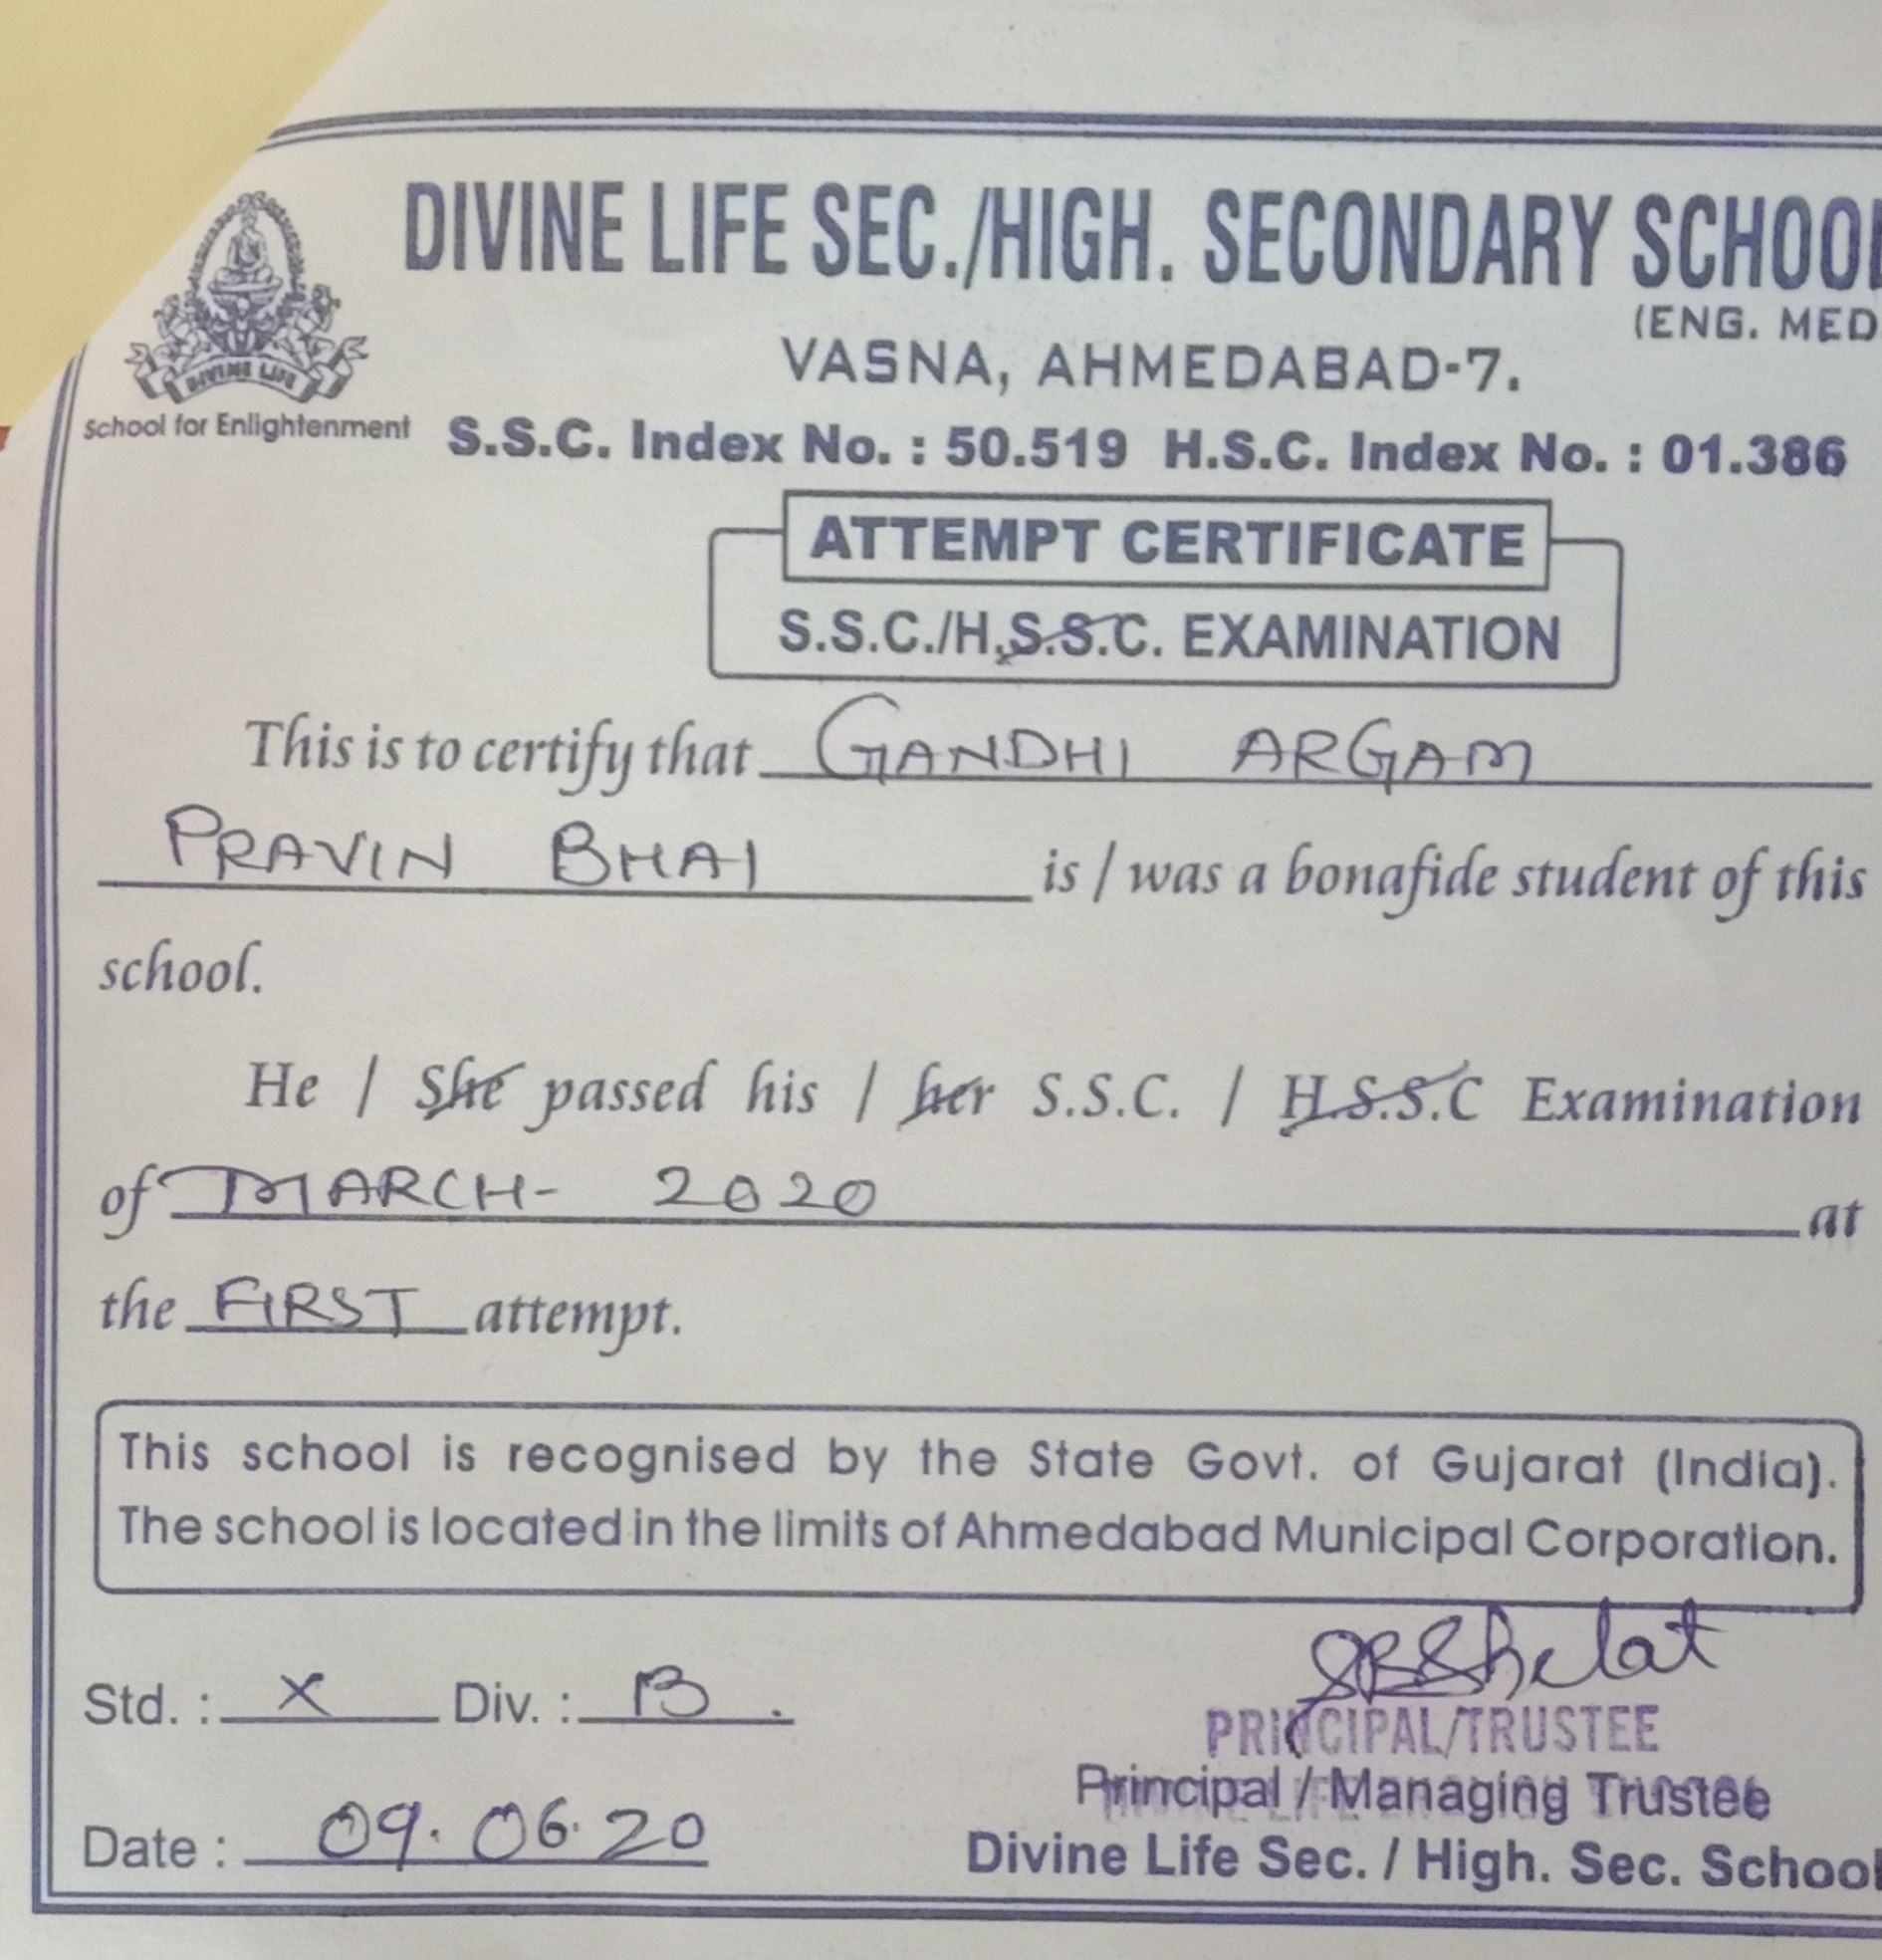 DIVINE LIFE SEC./HIGH. SECONDARY SCHOOL
(ENG. MED
VASNA, AHMEDABAD-7.
DIVINE LIFE
School for Enlightenment
S.S.C. Index No. : 50.519 H.S.C. Index No. : 01.386
ATTEMPT CERTIFICATE
S.S.C./H.S.S.C. EXAMINATION
This is to certify that GANDHI ARGAM
PRAVIN BHAI is / was a bonafide student of this
school.
He / She passed his / her S.S.C. / H.S.S.C Examination
of MARCH- 2020 at
the FIRST attempt.
This school is recognised by the State Govt. of Gujarat (India).
The school is located in the limits of Ahmedabad Municipal Corporation.
Std. : X Div. : B.
SBShelat
PRINCIPAL/TRUSTEE
Principal / Managing Trustee
Date : 09.06.20
Divine Life Sec. / High. Sec. School